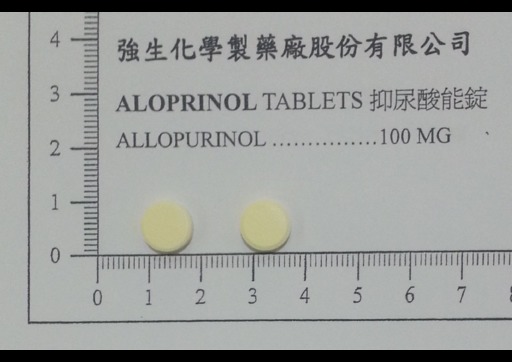 強生化學製藥廠股份有限公司
ALOPRINOL TABLETS 抑尿酸能錠
ALLOPURINOL ...............100 MG
4
3
2
1
0
0 1 2 3 4 5 6 7